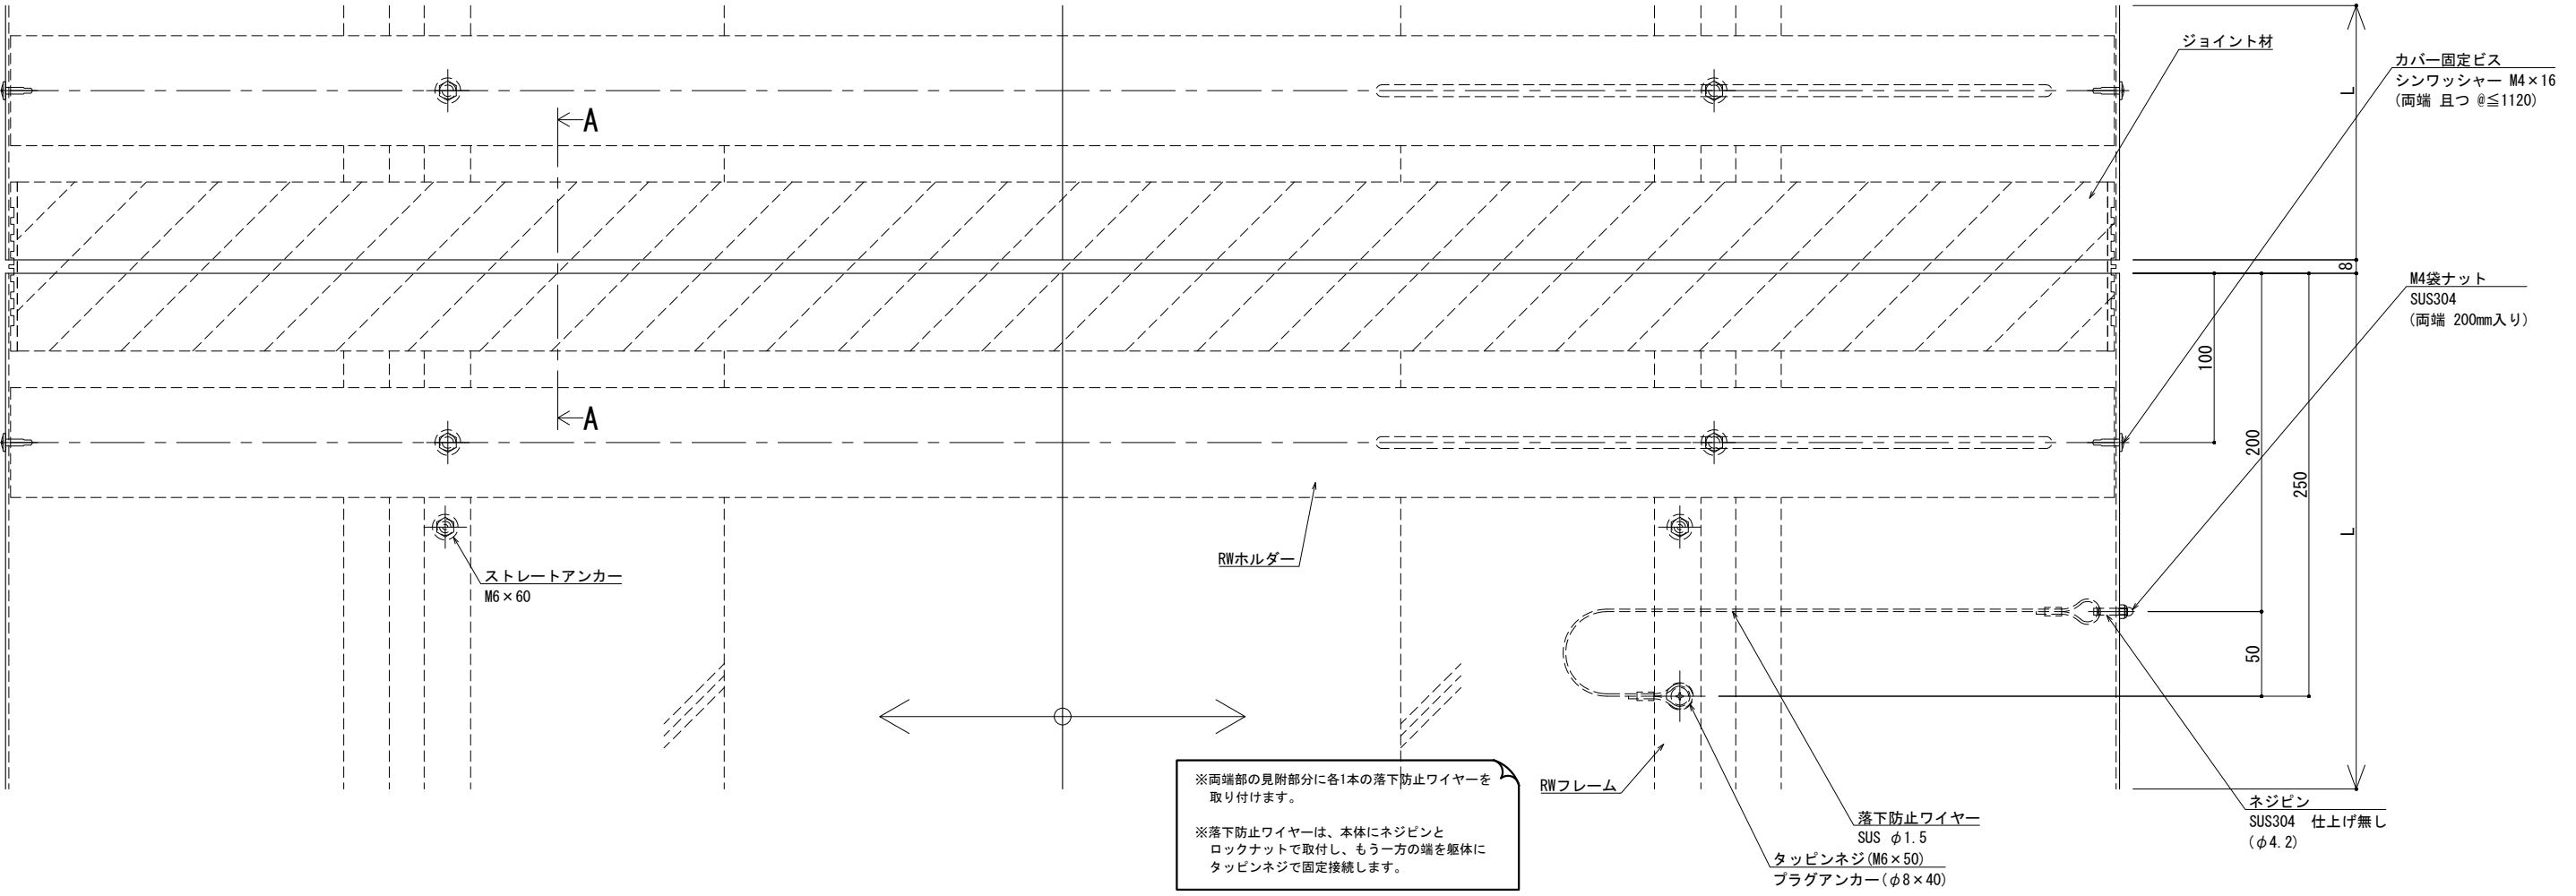 ジョイント材
カバー固定ビス
シンワッシャー M4×16
(両端 且つ @≦1120)
L
A
8
M4袋ナット
SUS304
(両端 200mm入り)
100
200
250
A
L
RWホルダー
ストレートアンカー
M6×60
50
※両端部の見附部分に各1本の落下防止ワイヤーを
取り付けます。
※落下防止ワイヤーは、本体にネジピンと
ロックナットで取付し、もう一方の端を躯体に
タッピンネジで固定接続します。
RWフレーム
落下防止ワイヤー
SUS φ1.5
タッピンネジ(M6×50)
プラグアンカー(φ8×40)
ネジピン
SUS304 仕上げ無し
(φ4.2)